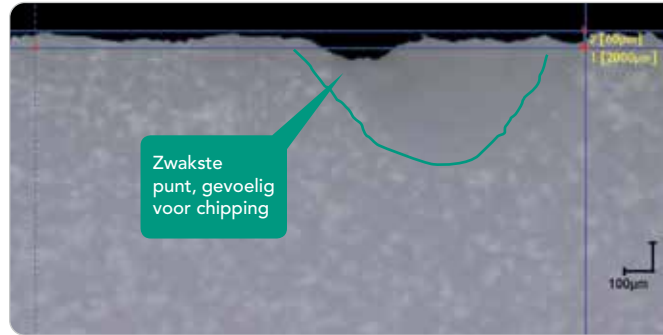 2 [60µm]
1 [2000µm]
Zwakste
punt, gevoelig
voor chipping
100µm